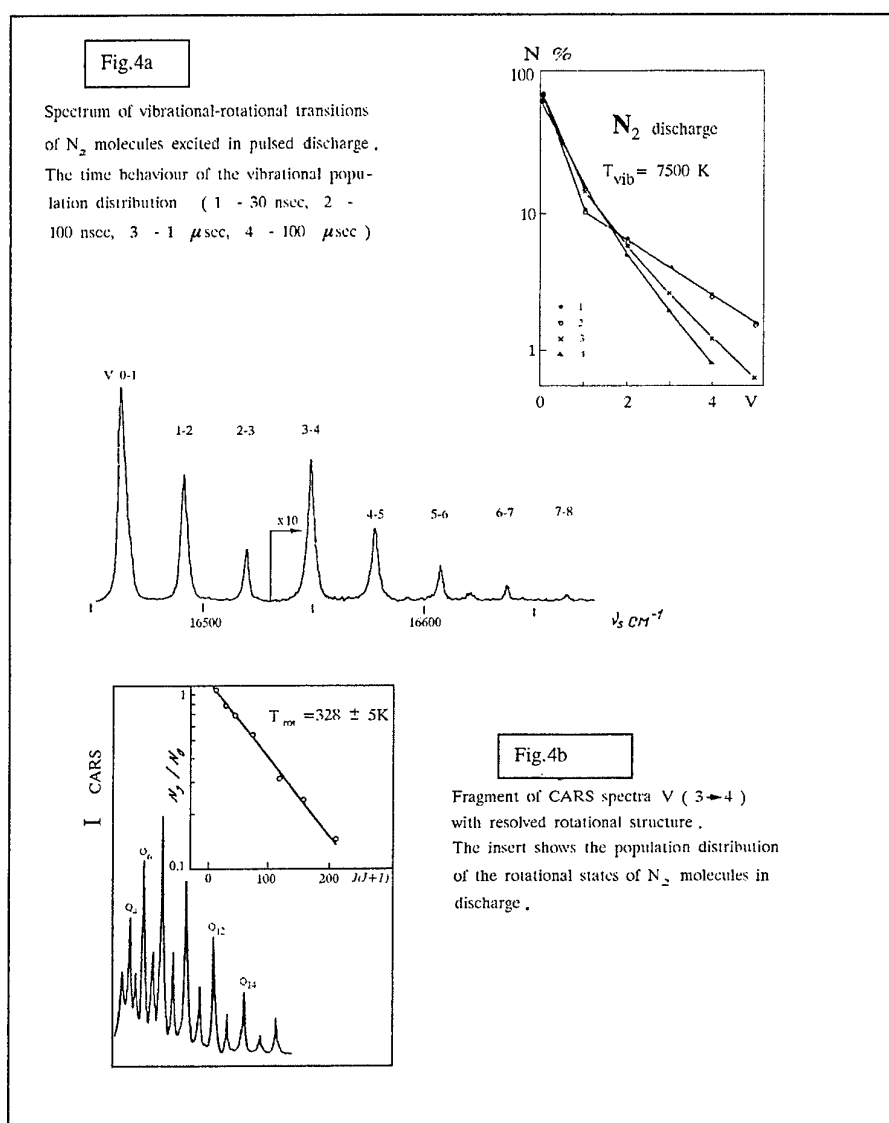 Fig.4a
Spectrum of vibrational-rotational transitions
of N₂ molecules excited in pulsed discharge .
The time behaviour of the vibrational popu-
lation distribution ( 1 - 30 nsec, 2 -
100 nsec, 3 - 1 μsec, 4 - 100 μsec )
N %
100
10
1
N₂ discharge
T vib = 7500 K
1
2
3
4
0 2 4 V
V 0-1
1-2
2-3
3-4
4-5
5-6
6-7
7-8
x10
16500
16600
νs CM⁻¹
I CARS
N J / N 0
1
0.1
T rot =328 ± 5K
0 100 200 J(J+1)
Q6
Q12
Q14
Fig.4b
Fragment of CARS spectra V ( 3→4 )
with resolved rotational structure .
The insert shows the population distribution
of the rotational states of N₂ molecules in
discharge .